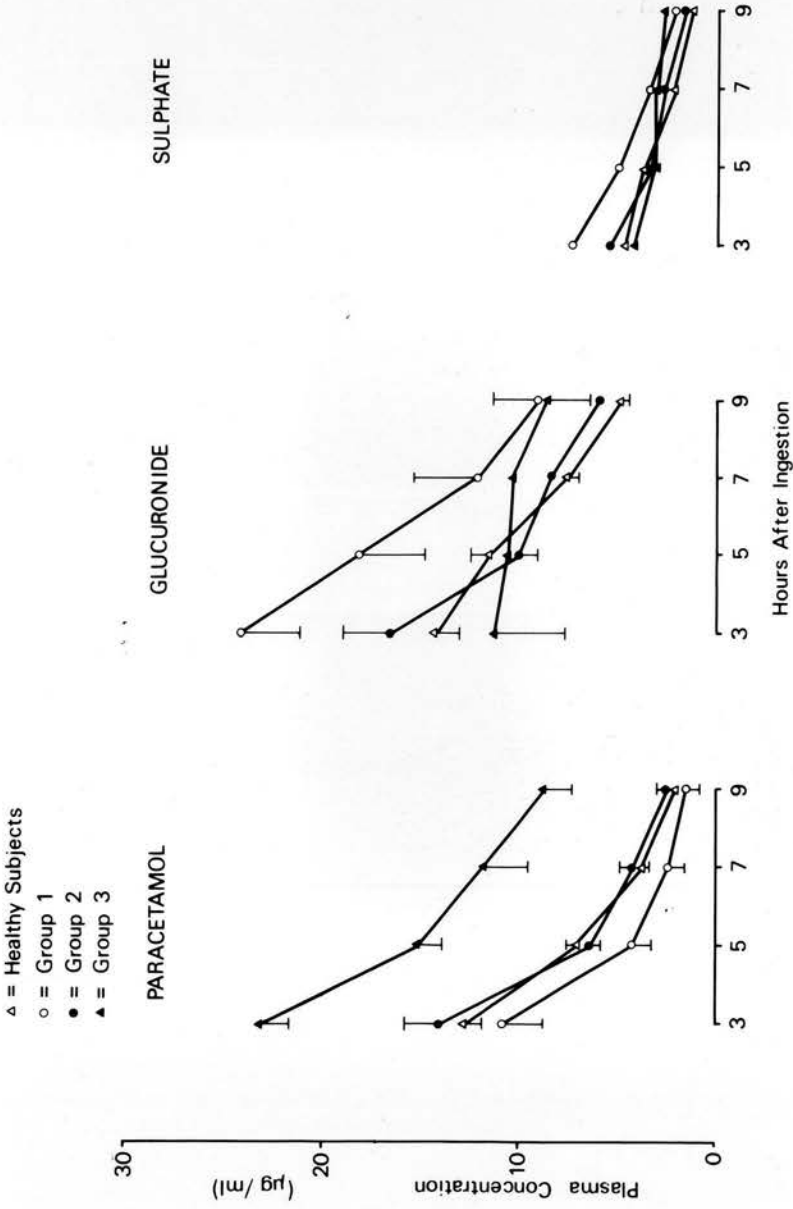 △ = Healthy Subjects
○ = Group 1
● = Group 2
▲ = Group 3
PARACETAMOL
GLUCURONIDE
SULPHATE
30
20
10
0
Plasma Concentration
(µg/ml)
3 5 7 9
3 5 7 9
3 5 7 9
Hours After Ingestion